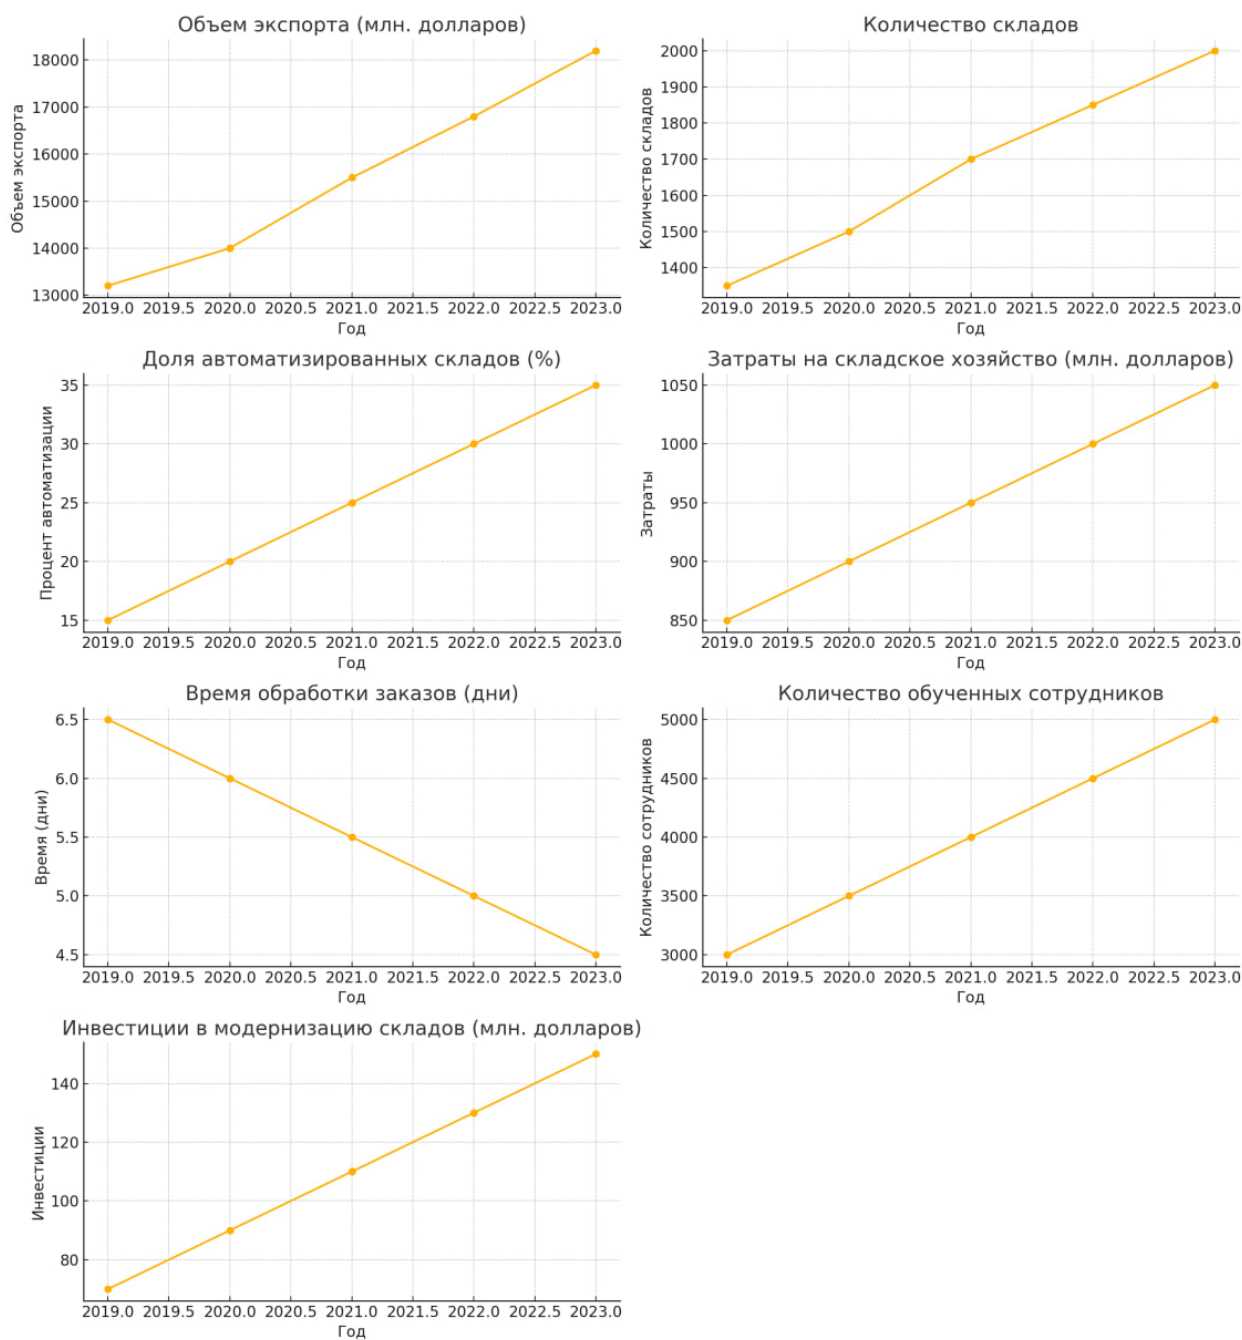 Объем экспорта (млн. долларов)
Объем экспорта
18000
17000
16000
15000
14000
13000
2019.0 2019.5 2020.0 2020.5 2021.0 2021.5 2022.0 2022.5 2023.0
Год
Количество складов
Количество складов
2000
1900
1800
1700
1600
1500
1400
2019.0 2019.5 2020.0 2020.5 2021.0 2021.5 2022.0 2022.5 2023.0
Год
Доля автоматизированных складов (%)
Процент автоматизации
35
30
25
20
15
2019.0 2019.5 2020.0 2020.5 2021.0 2021.5 2022.0 2022.5 2023.0
Год
Затраты на складское хозяйство (млн. долларов)
Затраты
1050
1000
950
900
850
2019.0 2019.5 2020.0 2020.5 2021.0 2021.5 2022.0 2022.5 2023.0
Год
Время обработки заказов (дни)
Время (дни)
6.5
6.0
5.5
5.0
4.5
2019.0 2019.5 2020.0 2020.5 2021.0 2021.5 2022.0 2022.5 2023.0
Год
Количество обученных сотрудников
Количество сотрудников
5000
4500
4000
3500
3000
2019.0 2019.5 2020.0 2020.5 2021.0 2021.5 2022.0 2022.5 2023.0
Год
Инвестиции в модернизацию складов (млн. долларов)
Инвестиции
140
120
100
80
2019.0 2019.5 2020.0 2020.5 2021.0 2021.5 2022.0 2022.5 2023.0
Год